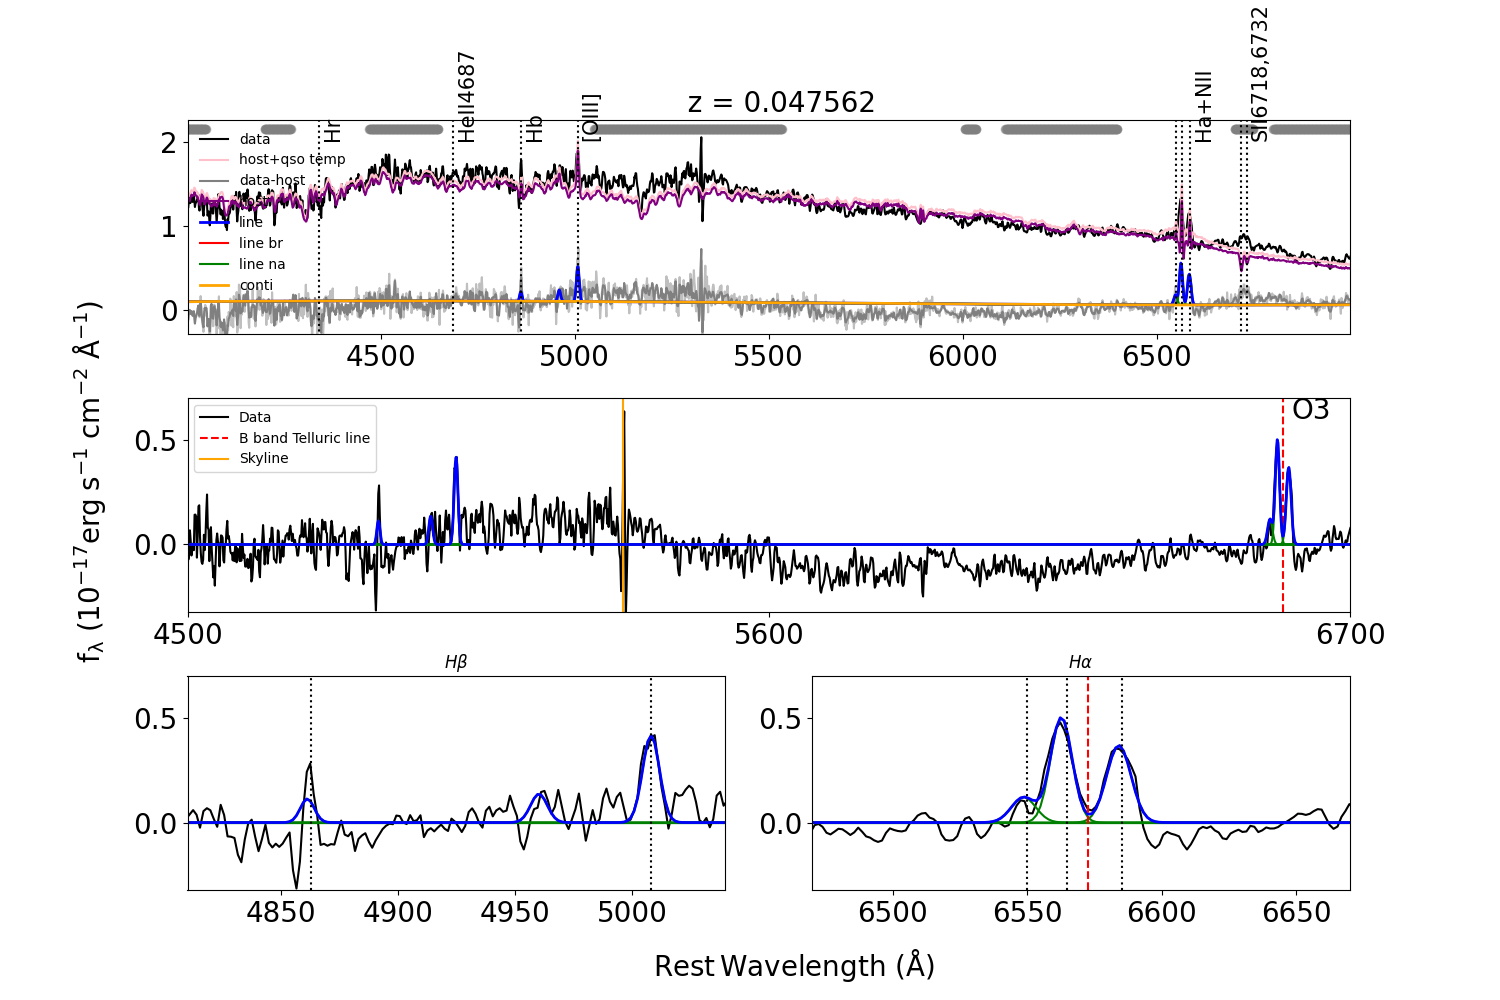 z = 0.047562
Hr
HeII4687
Hb
[OIII]
Ha+NII
SII6718,6732
data
host+qso temp
data-host
host
line
line br
line na
conti
2
1
0
4500
5000
5500
6000
6500
Data
B band Telluric line
Skyline
O3
0.5
0.0
4500
5600
6700
fλ (10⁻¹⁷erg s⁻¹ cm⁻² Å⁻¹)
Hβ
0.5
0.0
4850
4900
4950
5000
Hα
0.5
0.0
6500
6550
6600
6650
Rest Wavelength (Å)